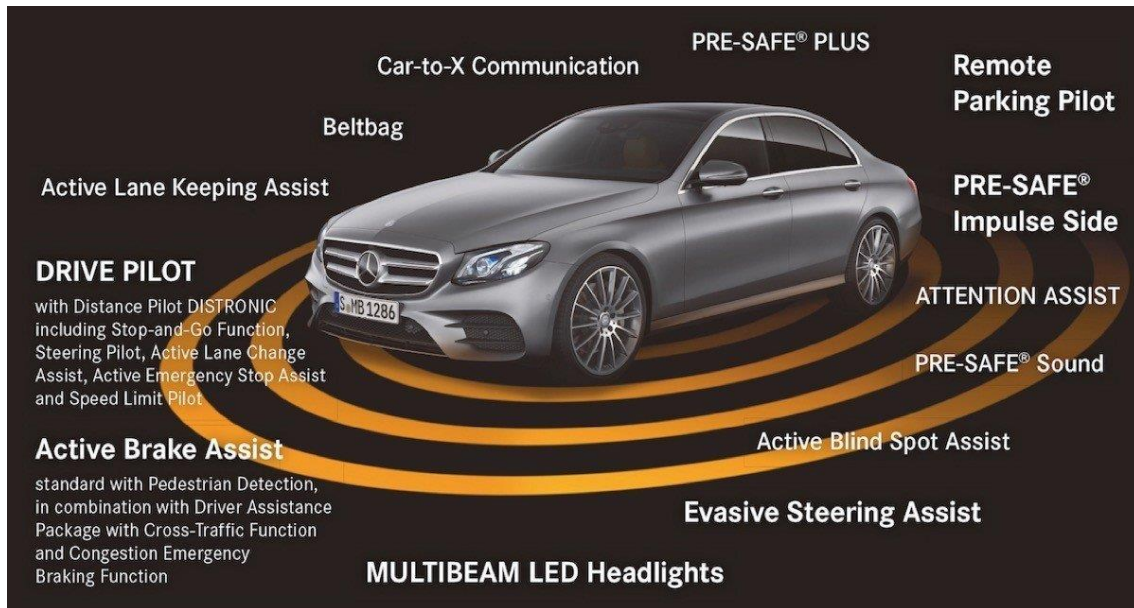 PRE-SAFE® PLUS
Car-to-X Communication
Remote
Parking Pilot
Beltbag
Active Lane Keeping Assist
PRE-SAFE®
Impulse Side
DRIVE PILOT
with Distance Pilot DISTRONIC
including Stop-and-Go Function,
Steering Pilot, Active Lane Change
Assist, Active Emergency Stop Assist
and Speed Limit Pilot
S MB 1286
ATTENTION ASSIST
PRE-SAFE® Sound
Active Brake Assist
standard with Pedestrian Detection,
in combination with Driver Assistance
Package with Cross-Traffic Function
and Congestion Emergency
Braking Function
Active Blind Spot Assist
Evasive Steering Assist
MULTIBEAM LED Headlights